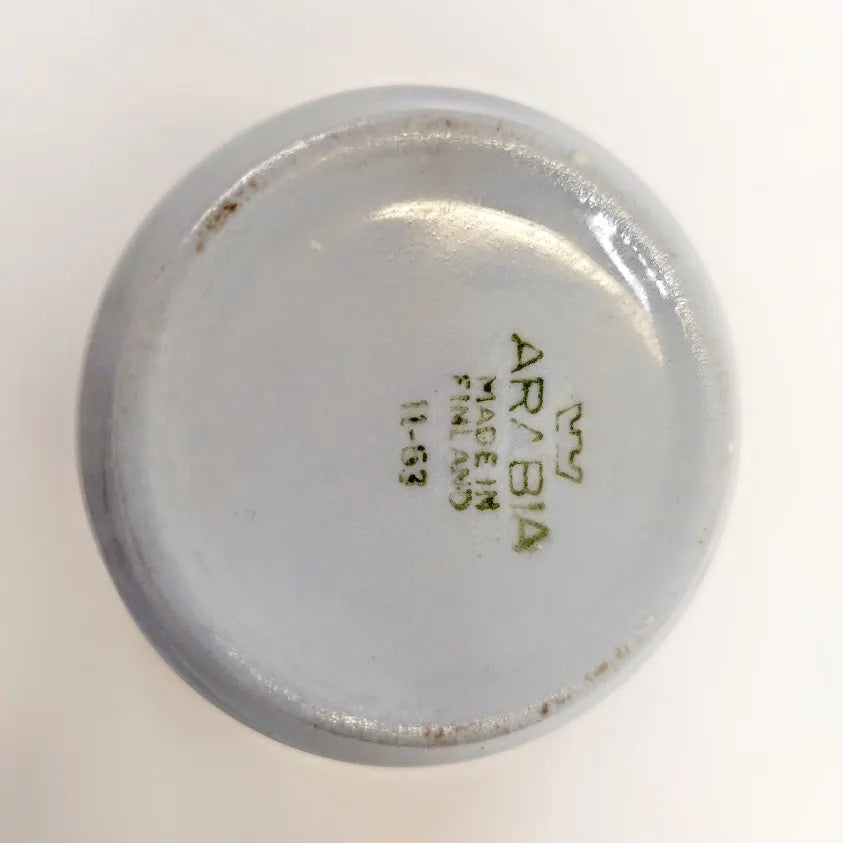 ARABIA
MADE IN
FINLAND
11-63